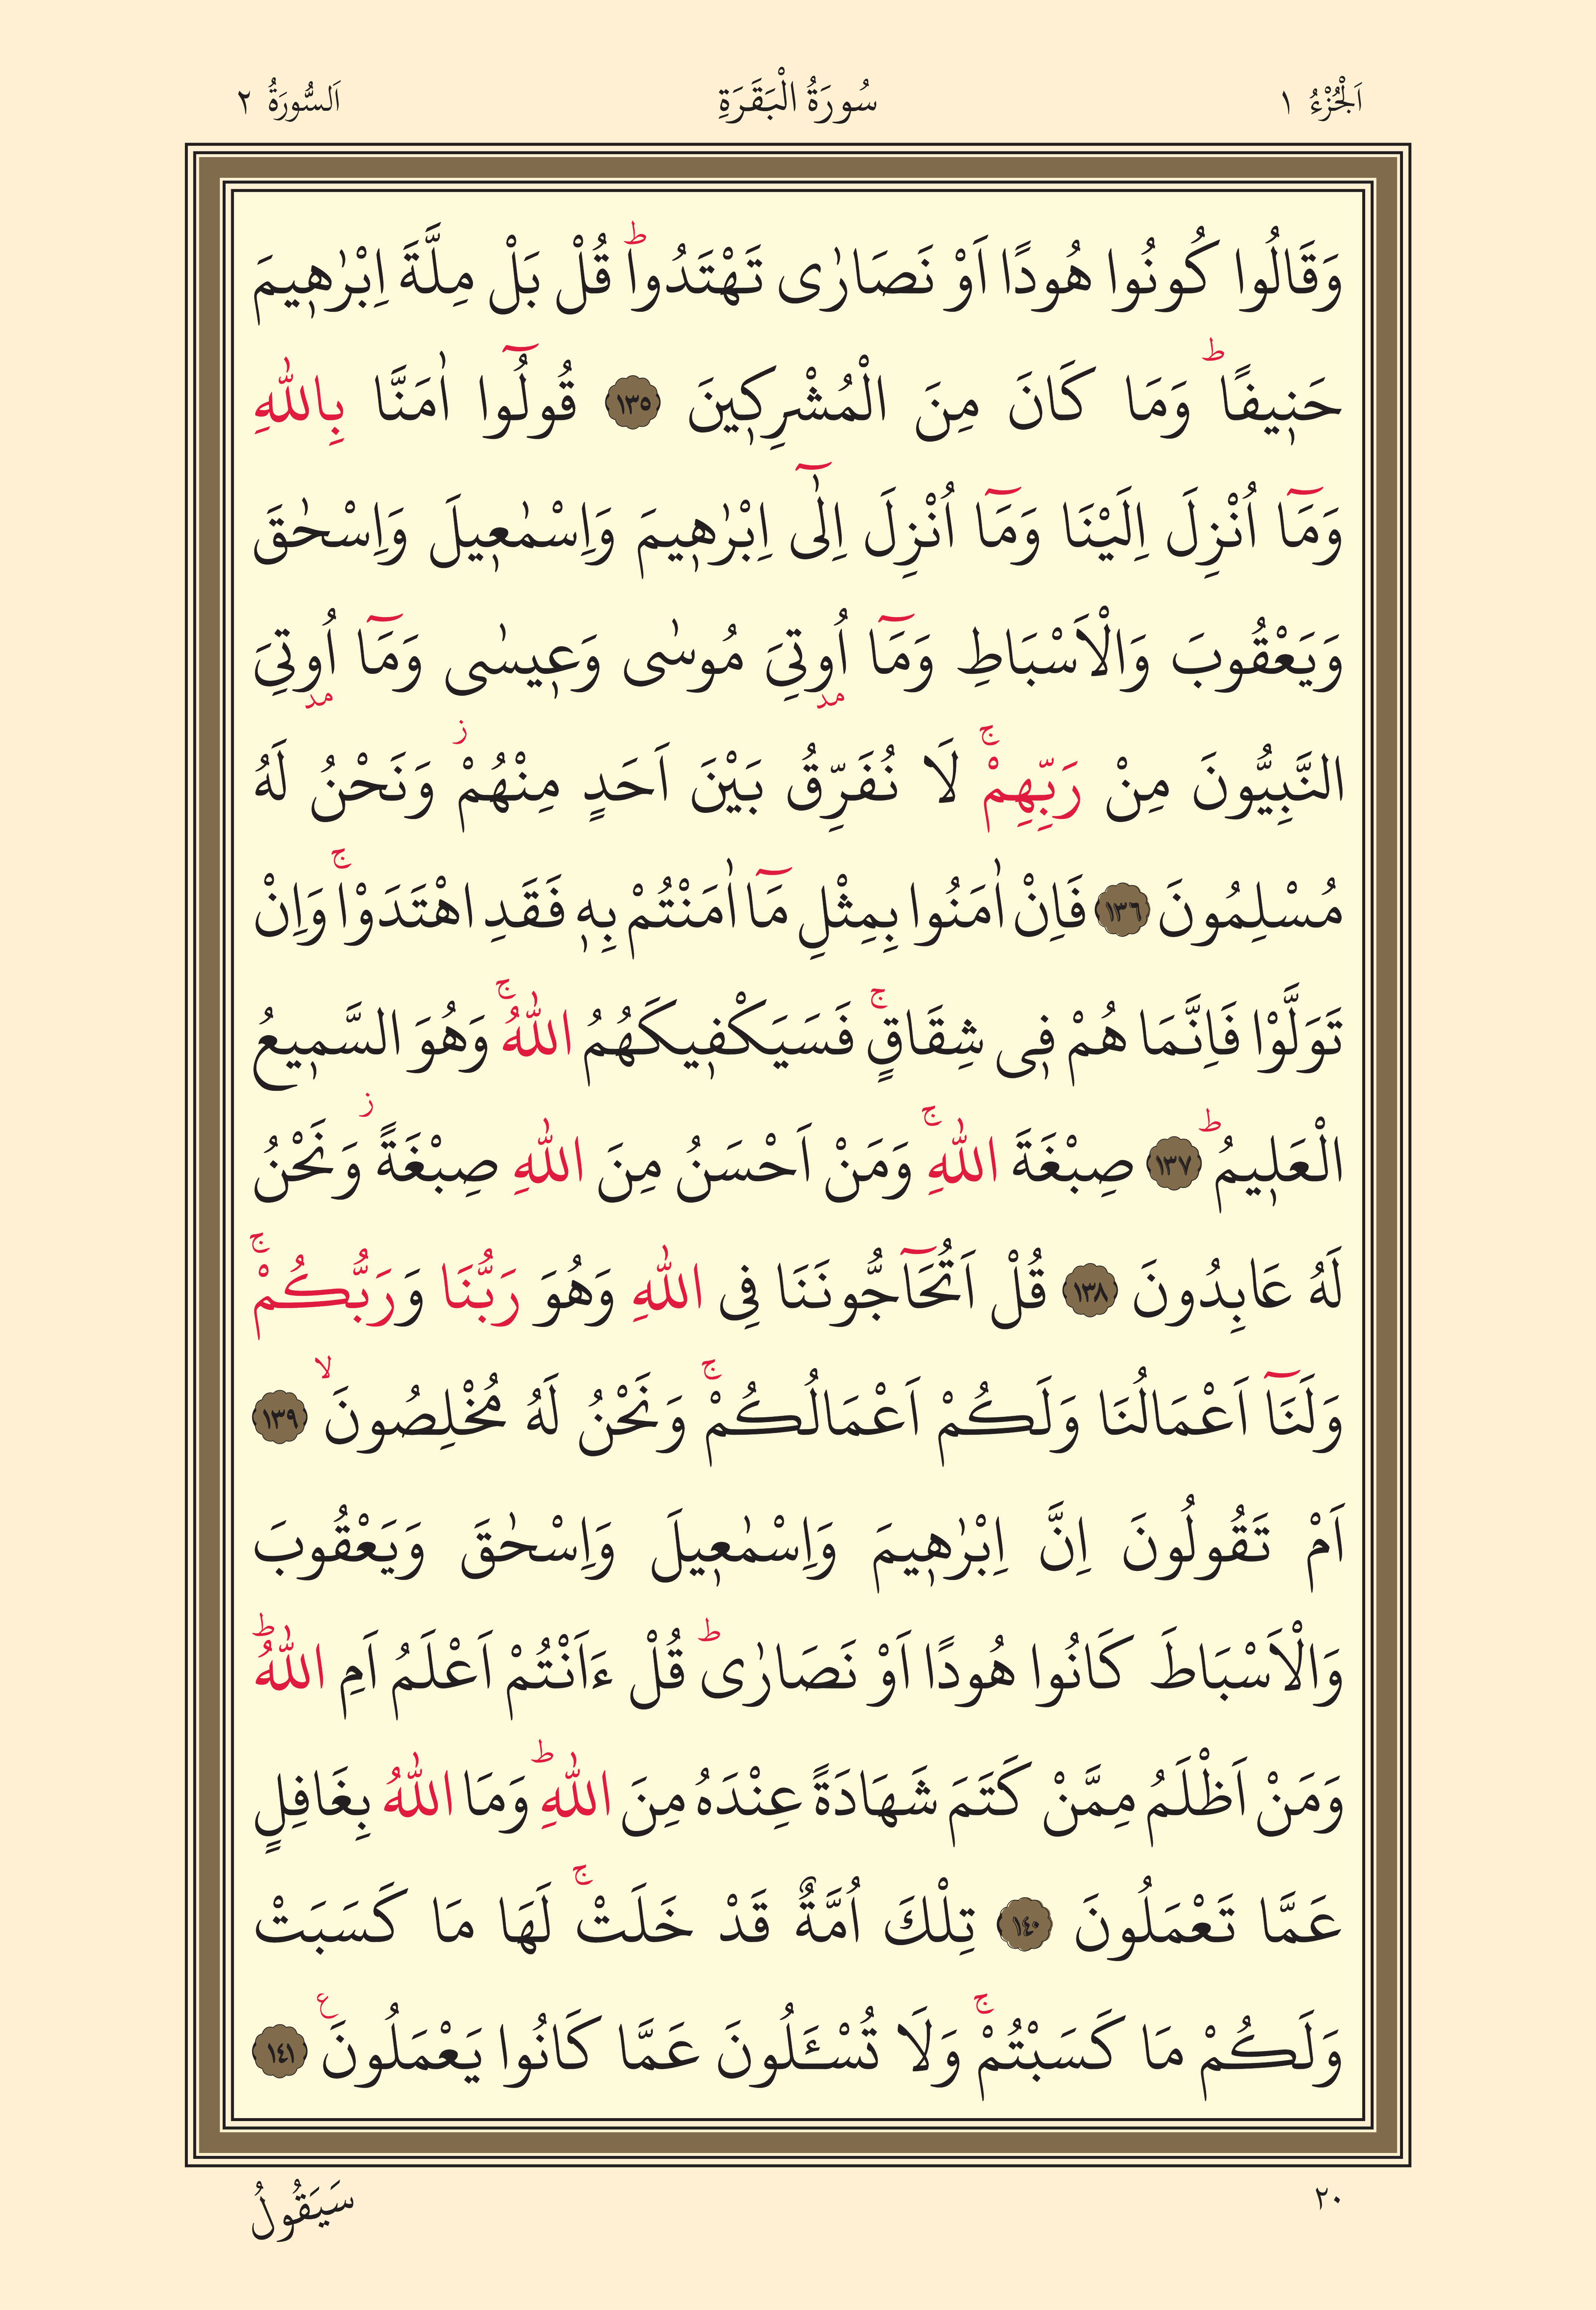 اَلْجُزْءُ ١ سُورَةُ الْبَقَرَةِ اَلسُّورَةُ ٢
وَقَالُوا كُونُوا هُودًا اَوْ نَصَارٰى تَهْتَدُواۜ قُلْ بَلْ مِلَّةَ اِبْرٰه۪يمَ
حَن۪يفًاؕ وَمَا كَانَ مِنَ الْمُشْرِك۪ينَ ﴿١٣٥﴾ قُولُٓوا اٰمَنَّا بِاللّٰهِ
وَمَٓا اُنْزِلَ اِلَيْنَا وَمَٓا اُنْزِلَ اِلٰٓى اِبْرٰه۪يمَ وَاِسْمٰع۪يلَ وَاِسْحٰقَ
وَيَعْقُوبَ وَالْاَسْبَاطِ وَمَٓا اُو۫تِيَ مُوسٰى وَع۪يسٰى وَمَٓا اُو۫تِيَ
النَّبِيُّونَ مِنْ رَبِّهِمْۚ لَا نُفَرِّقُ بَيْنَ اَحَدٍ مِنْهُمْۘ وَنَحْنُ لَهُ
مُسْلِمُونَ ﴿١٣٦﴾ فَاِنْ اٰمَنُوا بِمِثْلِ مَٓا اٰمَنْتُمْ بِه۪ فَقَدِ اهْتَدَوْاۚ وَاِنْ
تَوَلَّوْا فَاِنَّمَا هُمْ ف۪ى شِقَاقٍۚ فَسَيَكْف۪يكَهُمُ اللّٰهُۚ وَهُوَ السَّم۪يعُ
الْعَل۪يمُؕ ﴿١٣٧﴾ صِبْغَةَ اللّٰهِۚ وَمَنْ اَحْسَنُ مِنَ اللّٰهِ صِبْغَةًؗ وَنَحْنُ
لَهُ عَابِدُونَ ﴿١٣٨﴾ قُلْ اَتُحَٓاجُّونَنَا فِى اللّٰهِ وَهُوَ رَبُّنَا وَرَبُّكُمْۚ
وَلَنَٓا اَعْمَالُنَا وَلَكُمْ اَعْمَالُكُمْۚ وَنَحْنُ لَهُ مُخْلِصُونَۙ ﴿١٣٩﴾
اَمْ تَقُولُونَ اِنَّ اِبْرٰه۪يمَ وَاِسْمٰع۪يلَ وَاِسْحٰقَ وَيَعْقُوبَ
وَالْاَسْبَاطَ كَانُوا هُودًا اَوْ نَصَارٰىؕ قُلْ ءَاَنْتُمْ اَعْلَمُ اَمِ اللّٰهُؕ
وَمَنْ اَظْلَمُ مِمَّنْ كَتَمَ شَهَادَةً عِنْدَهُ مِنَ اللّٰهِؕ وَمَا اللّٰهُ بِغَافِلٍ
عَمَّا تَعْمَلُونَ ﴿١٤٠﴾ تِلْكَ اُمَّةٌ قَدْ خَلَتْۚ لَهَا مَا كَسَبَتْ
وَلَكُمْ مَا كَسَبْتُمْۚ وَلَا تُسْـَٔلُونَ عَمَّا كَانُوا يَعْمَلُونَ ع ﴿١٤١﴾
٢٠ سَيَقُولُ